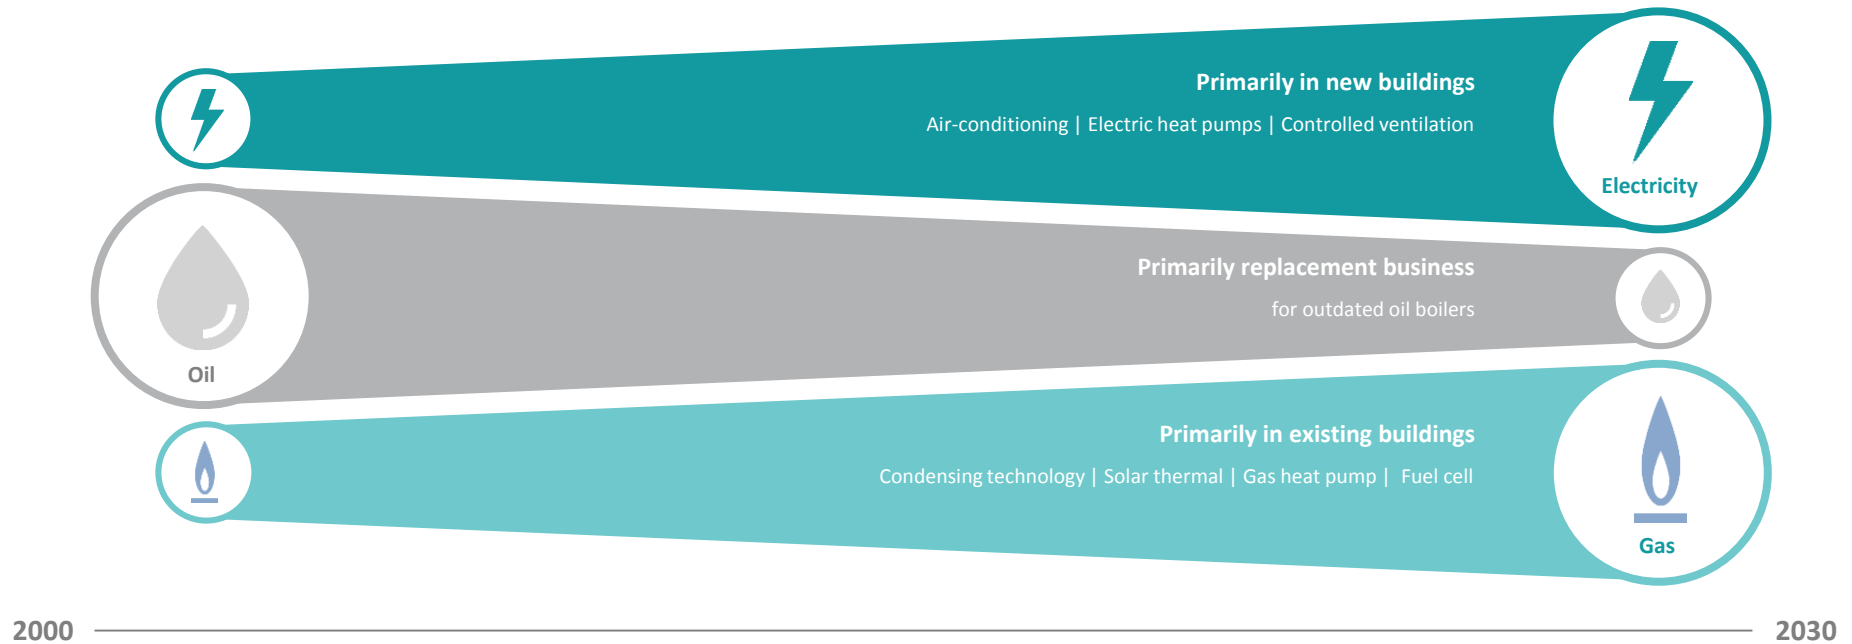 Primarily in new buildings
Air-conditioning | Electric heat pumps | Controlled ventilation
Electricity
Primarily replacement business
for outdated oil boilers
Oil
Primarily in existing buildings
Condensing technology | Solar thermal | Gas heat pump | Fuel cell
Gas
2000
2030